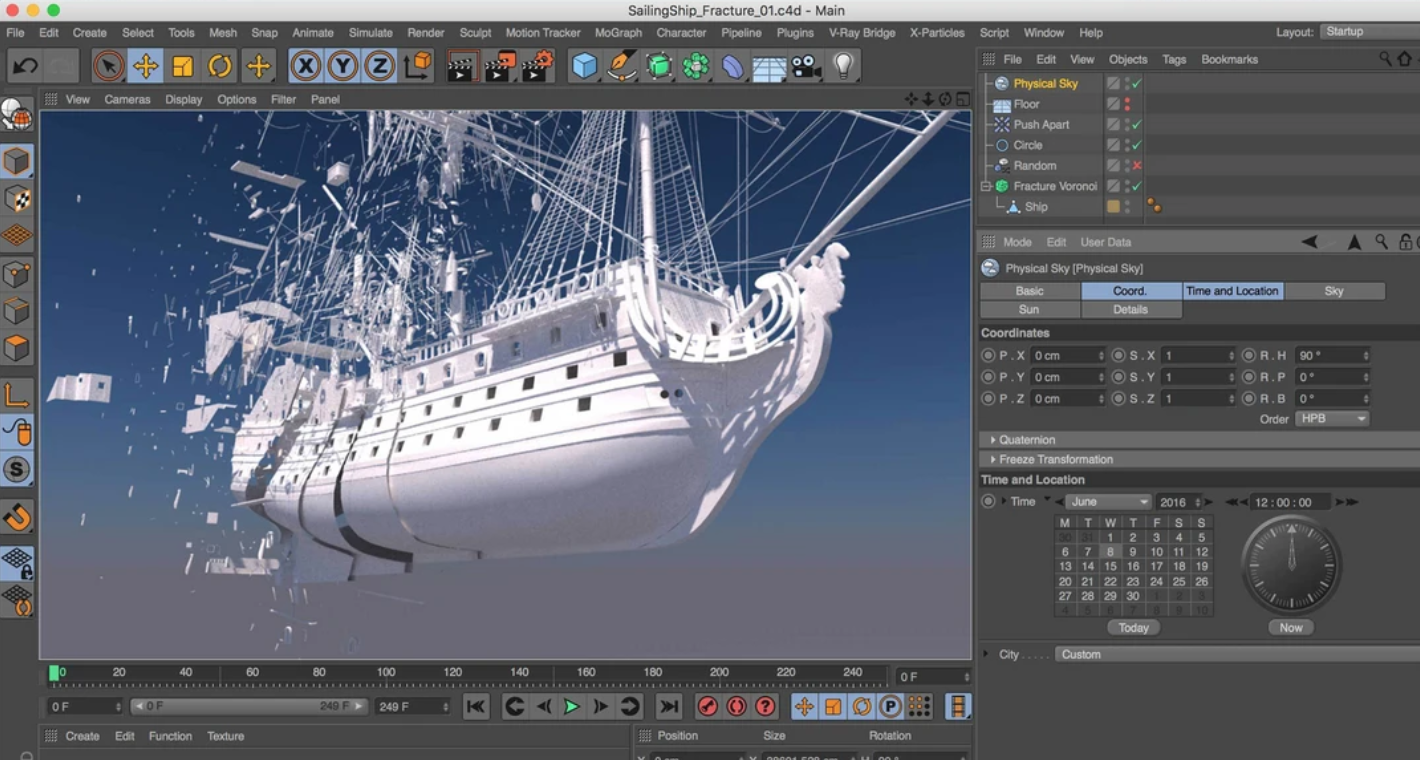 SailingShip_Fracture_01.c4d - Main
File Edit Create Select Tools Mesh Snap Animate Simulate Render Sculpt Motion Tracker MoGraph Character Pipeline Plugins V-Ray Bridge X-Particles Script Window Help Layout: Startup
X Y Z
File Edit View Objects Tags Bookmarks
Physical Sky
Floor
Push Apart
Circle
Random
Fracture Voronoi
Ship
View Cameras Display Options Filter Panel
S
Mode Edit User Data
Physical Sky [Physical Sky]
Basic Coord. Time and Location Sky
Sun Details
Coordinates
P . X 0 cm S . X 1 R . H 90 °
P . Y 0 cm S . Y 1 R . P 0 °
P . Z 0 cm S . Z 1 R . B 0 °
Order HPB
Quaternion
Freeze Transformation
Time and Location
Time June 2016 12 : 00 : 00
M T W T F S S
30 31 1 2 3 4 5
6 7 8 9 10 11 12
13 14 15 16 17 18 19
20 21 22 23 24 25 26
27 28 29 30 1 2 3
4 5 6 7 8 9 10
Today Now
City . . . . . Custom
0 20 40 60 80 100 120 140 160 180 200 220 240 0 F
0 F 0 F 249 F 249 F P
Create Edit Function Texture
Position Size Rotation